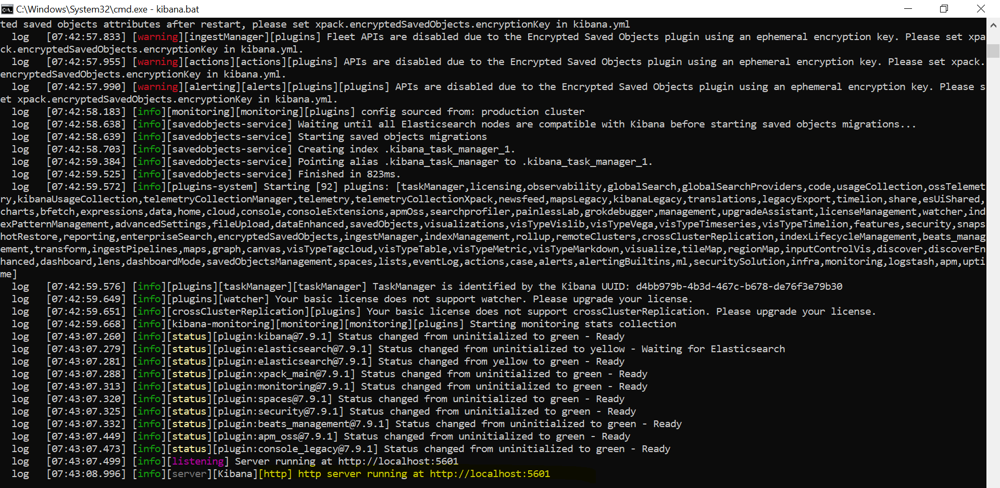 C:\Windows\System32\cmd.exe - kibana.bat
ted saved objects attributes after restart, please set xpack.encryptedSavedObjects.encryptionKey in kibana.yml
log [07:42:57.833] [warning][ingestManager][plugins] Fleet APIs are disabled due to the Encrypted Saved Objects plugin using an ephemeral encryption key. Please set xpa
ck.encryptedSavedObjects.encryptionKey in kibana.yml.
log [07:42:57.955] [warning][actions][actions][plugins] APIs are disabled due to the Encrypted Saved Objects plugin using an ephemeral encryption key. Please set xpack.
encryptedSavedObjects.encryptionKey in kibana.yml.
log [07:42:57.990] [warning][alerting][alerts][plugins][plugins] APIs are disabled due to the Encrypted Saved Objects plugin using an ephemeral encryption key. Please s
et xpack.encryptedSavedObjects.encryptionKey in kibana.yml.
log [07:42:58.183] [info][monitoring][monitoring][plugins] config sourced from: production cluster
log [07:42:58.638] [info][savedobjects-service] Waiting until all Elasticsearch nodes are compatible with Kibana before starting saved objects migrations...
log [07:42:58.639] [info][savedobjects-service] Starting saved objects migrations
log [07:42:58.703] [info][savedobjects-service] Creating index .kibana_task_manager_1.
log [07:42:59.384] [info][savedobjects-service] Pointing alias .kibana_task_manager to .kibana_task_manager_1.
log [07:42:59.525] [info][savedobjects-service] Finished in 823ms.
log [07:42:59.572] [info][plugins-system] Starting [92] plugins: [taskManager,licensing,observability,globalSearch,globalSearchProviders,code,usageCollection,ossTelemet
ry,kibanaUsageCollection,telemetryCollectionManager,telemetry,telemetryCollectionXpack,newsfeed,mapsLegacy,kibanaLegacy,translations,legacyExport,timelion,share,esUiShared,
charts,bfetch,expressions,data,home,cloud,console,consoleExtensions,apmOss,searchprofiler,painlessLab,grokdebugger,management,upgradeAssistant,licenseManagement,watcher,ind
exPatternManagement,advancedSettings,fileUpload,dataEnhanced,savedObjects,visualizations,visTypeVislib,visTypeVega,visTypeTimeseries,visTypeTimelion,features,security,snaps
hotRestore,reporting,enterpriseSearch,encryptedSavedObjects,ingestManager,indexManagement,rollup,remoteClusters,crossClusterReplication,indexLifecycleManagement,beats_manag
ement,transform,ingestPipelines,maps,graph,canvas,visTypeTagcloud,visTypeTable,visTypeMetric,visTypeMarkdown,visualize,tileMap,regionMap,inputControlVis,discover,discoverEn
hanced,dashboard,lens,dashboardMode,savedObjectsManagement,spaces,lists,eventLog,actions,case,alerts,alertingBuiltins,ml,securitySolution,infra,monitoring,logstash,apm,upti
me]
log [07:42:59.576] [info][plugins][taskManager][taskManager] TaskManager is identified by the Kibana UUID: d4bb979b-4b3d-467c-b678-de76f3e79b30
log [07:42:59.649] [info][plugins][watcher] Your basic license does not support watcher. Please upgrade your license.
log [07:42:59.651] [info][crossClusterReplication][plugins] Your basic license does not support crossClusterReplication. Please upgrade your license.
log [07:42:59.668] [info][kibana-monitoring][monitoring][monitoring][plugins] Starting monitoring stats collection
log [07:43:07.260] [info][status][plugin:kibana@7.9.1] Status changed from uninitialized to green - Ready
log [07:43:07.279] [info][status][plugin:elasticsearch@7.9.1] Status changed from uninitialized to yellow - Waiting for Elasticsearch
log [07:43:07.281] [info][status][plugin:elasticsearch@7.9.1] Status changed from yellow to green - Ready
log [07:43:07.288] [info][status][plugin:xpack_main@7.9.1] Status changed from uninitialized to green - Ready
log [07:43:07.313] [info][status][plugin:monitoring@7.9.1] Status changed from uninitialized to green - Ready
log [07:43:07.320] [info][status][plugin:spaces@7.9.1] Status changed from uninitialized to green - Ready
log [07:43:07.325] [info][status][plugin:security@7.9.1] Status changed from uninitialized to green - Ready
log [07:43:07.332] [info][status][plugin:beats_management@7.9.1] Status changed from uninitialized to green - Ready
log [07:43:07.449] [info][status][plugin:apm_oss@7.9.1] Status changed from uninitialized to green - Ready
log [07:43:07.473] [info][status][plugin:console_legacy@7.9.1] Status changed from uninitialized to green - Ready
log [07:43:07.499] [info][listening] Server running at http://localhost:5601
log [07:43:08.996] [info][server][Kibana][http] http server running at http://localhost:5601